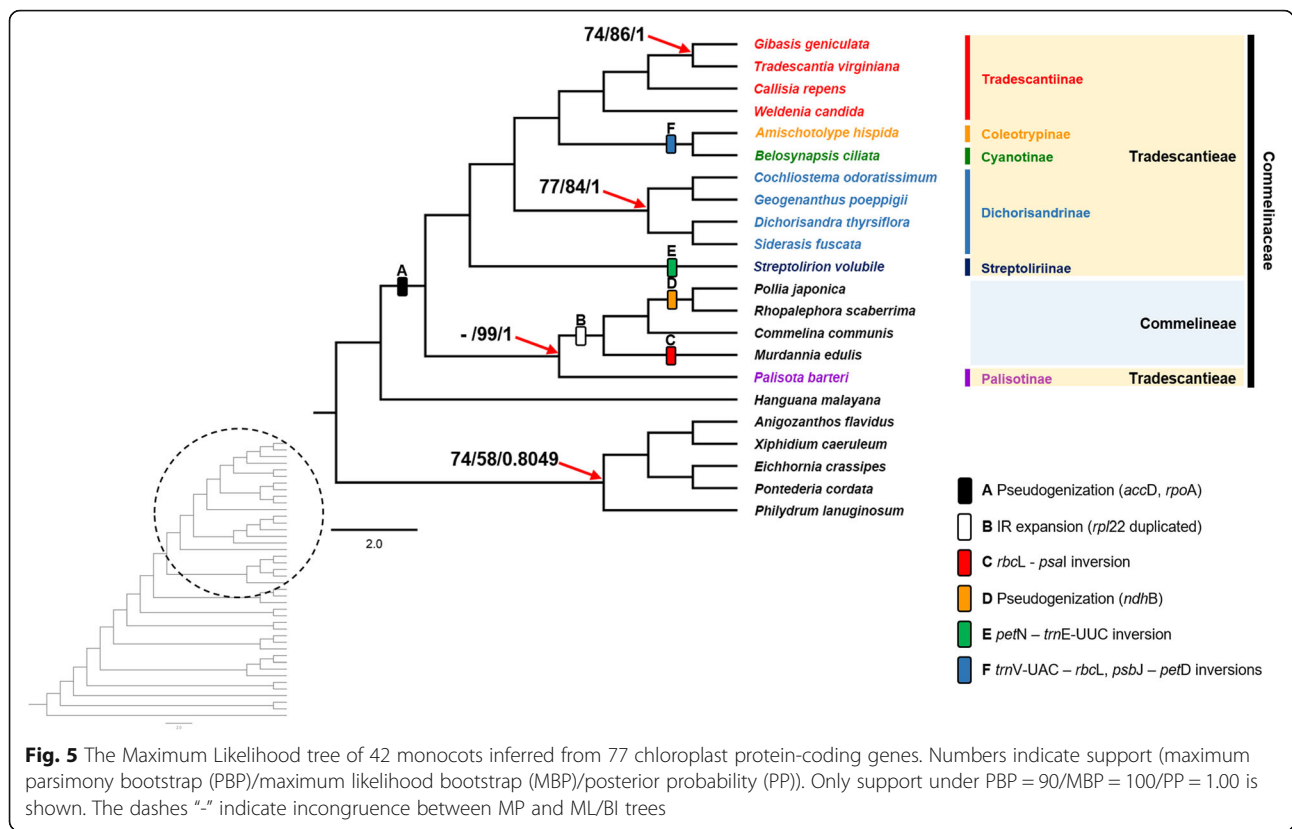 74/86/1
Gibasis geniculata
Tradescantia virginiana
Callisia repens
Weldenia candida
Tradescantiinae
F
Amischotolype hispida
Coleotrypinae
Belosynapsis ciliata
Cyanotinae
Tradescantieae
77/84/1
Cochliostema odoratissimum
Geogenanthus poeppigii
Dichorisandra thyrsiflora
Siderasis fuscata
Dichorisandrinae
E
Streptolirion volubile
Streptoliriinae
A
D
Pollia japonica
Rhopalephora scaberrima
B
Commelina communis
Commelineae
- /99/1
C
Murdannia edulis
Palisota barteri
Palisotinae
Tradescantieae
Commelinaceae
Hanguana malayana
Anigozanthos flavidus
Xiphidium caeruleum
74/58/0.8049
Eichhornia crassipes
Pontederia cordata
Philydrum lanuginosum
2.0
A Pseudogenization (accD, rpoA)
B IR expansion (rpl22 duplicated)
C rbcL - psaI inversion
D Pseudogenization (ndhB)
E petN – trnE-UUC inversion
F trnV-UAC – rbcL, psbJ – petD inversions
Fig. 5 The Maximum Likelihood tree of 42 monocots inferred from 77 chloroplast protein-coding genes. Numbers indicate support (maximum
parsimony bootstrap (PBP)/maximum likelihood bootstrap (MBP)/posterior probability (PP)). Only support under PBP = 90/MBP = 100/PP = 1.00 is
shown. The dashes “-” indicate incongruence between MP and ML/BI trees